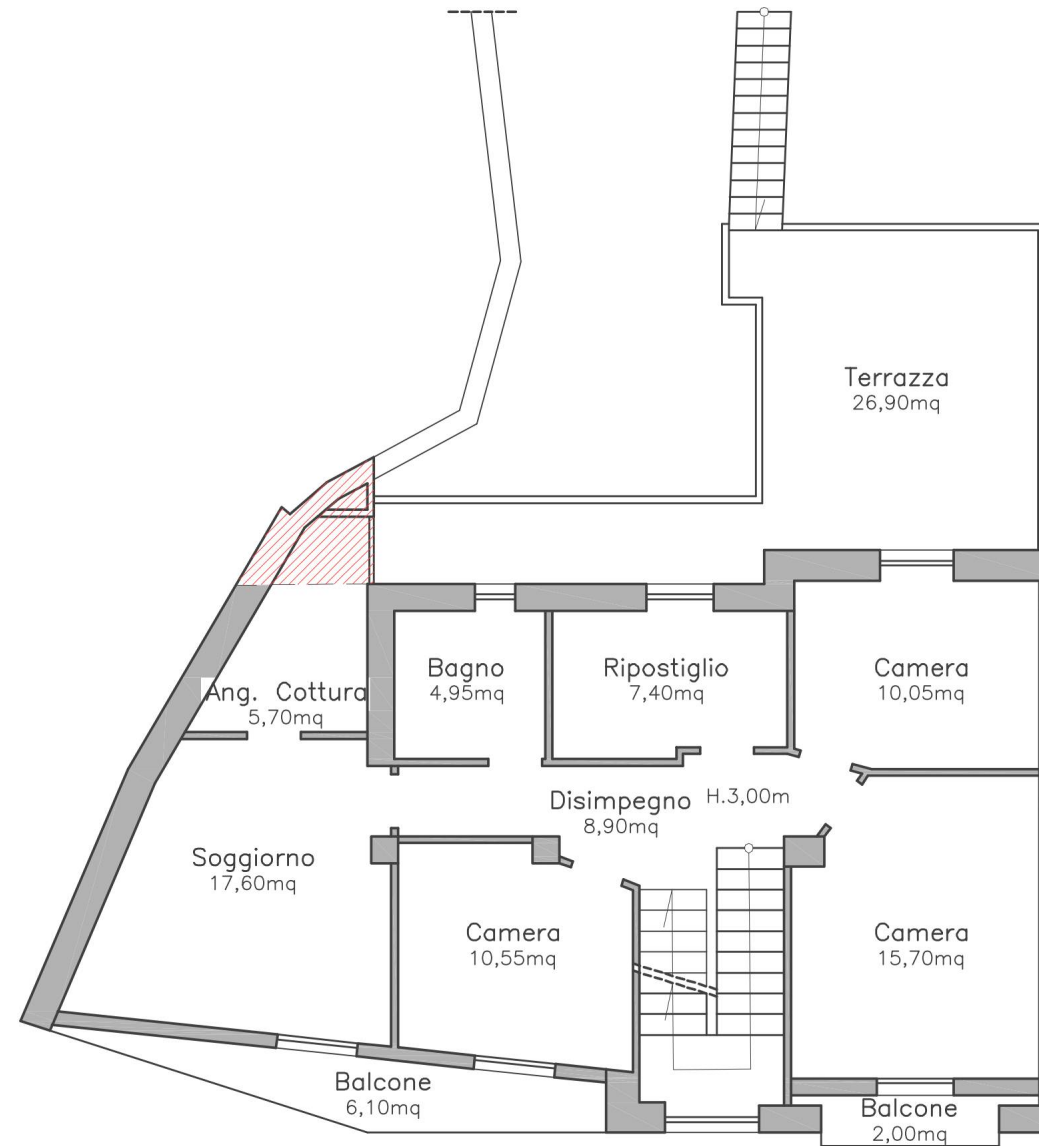 Terrazza
26,90mq
Bagno
4,95mq
Ripostiglio
7,40mq
Camera
10,05mq
Ang. Cottura
5,70mq
Disimpegno
8,90mq
H.3,00m
Soggiorno
17,60mq
Camera
10,55mq
Camera
15,70mq
Balcone
6,10mq
Balcone
2,00mq